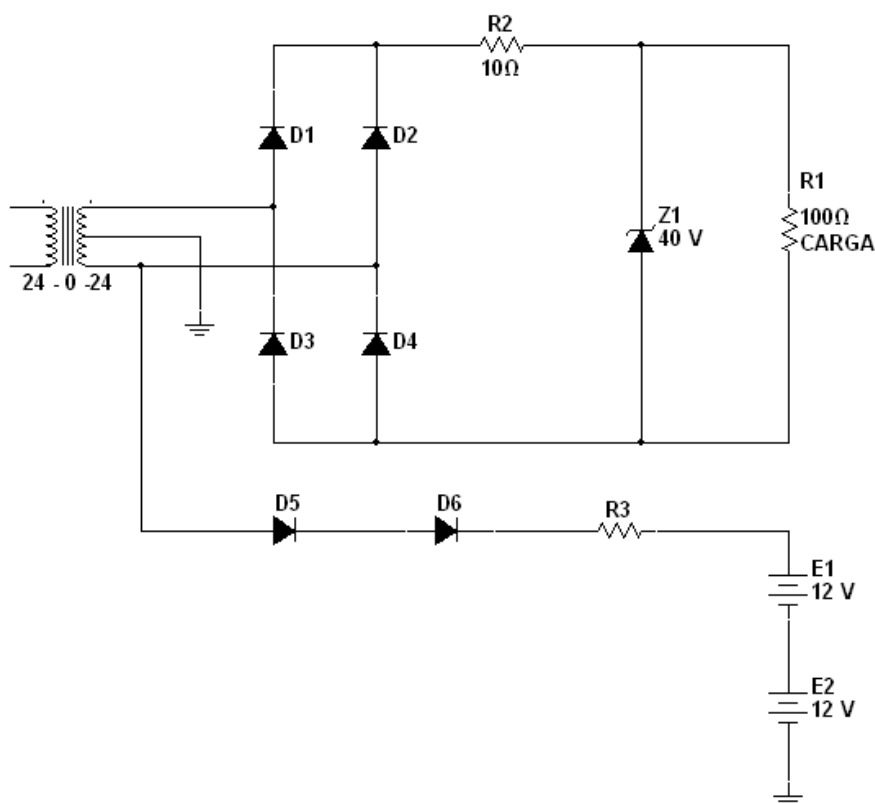 R2
10Ω
D1
D2
R1
100Ω
CARGA
Z1
40 V
24 - 0 -24
D3
D4
D5
D6
R3
E1
12 V
E2
12 V